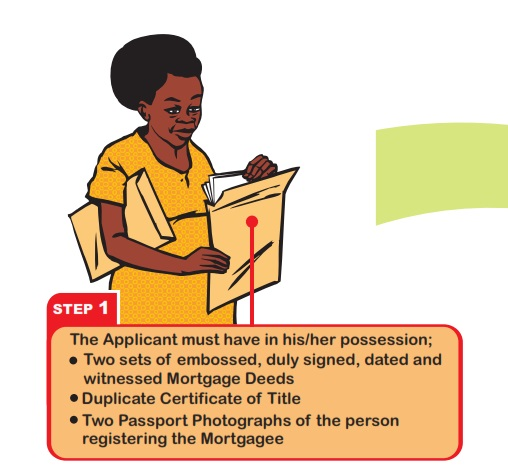 STEP 1
The Applicant must have in his/her possession;
• Two sets of embossed, duly signed, dated and
witnessed Mortgage Deeds
• Duplicate Certificate of Title
• Two Passport Photographs of the person
registering the Mortgagee